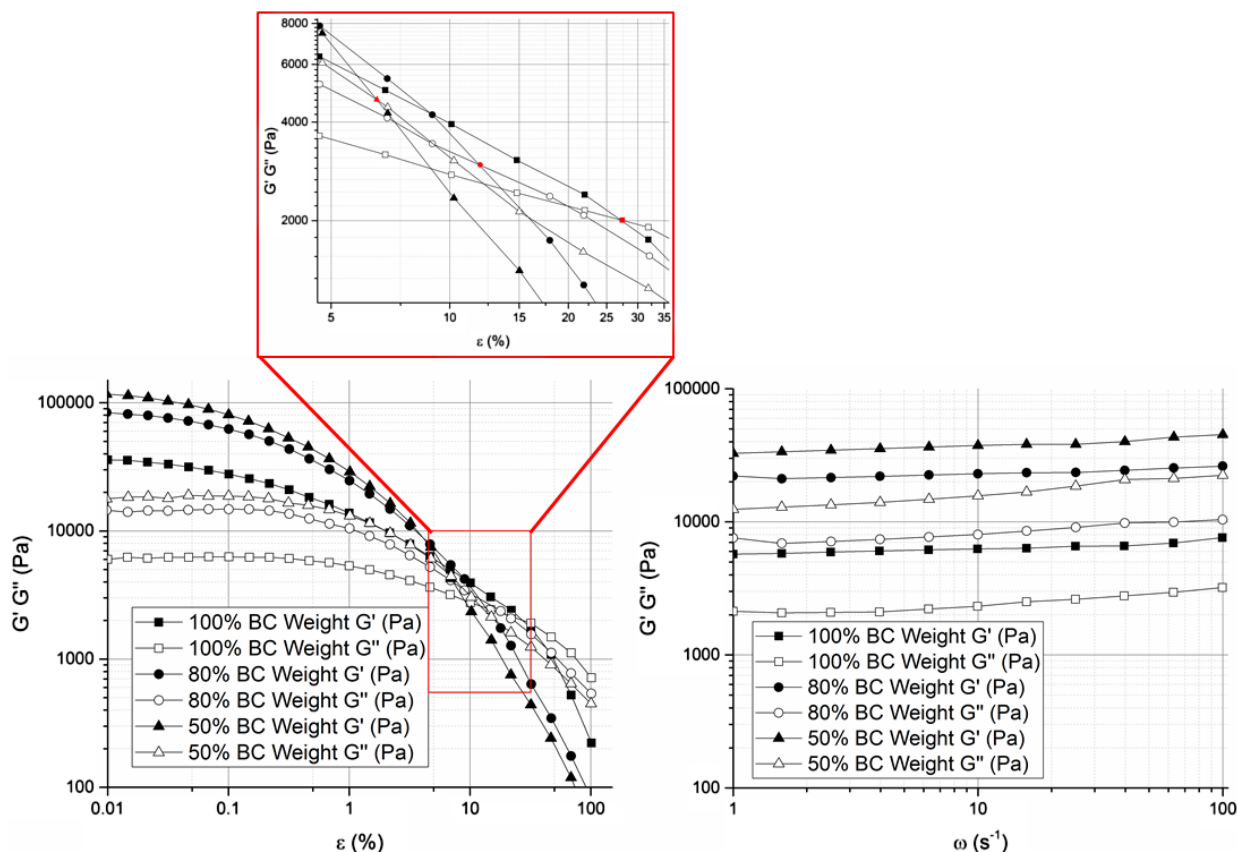 8000
6000
4000
2000
G' G" (Pa)
5
10
15
20
25
30
35
ε (%)
100000
10000
1000
100
G' G" (Pa)
100% BC Weight G' (Pa)
100% BC Weight G'' (Pa)
80% BC Weight G' (Pa)
80% BC Weight G'' (Pa)
50% BC Weight G' (Pa)
50% BC Weight G'' (Pa)
0.01
0.1
1
10
100
ε (%)
100000
10000
1000
100
G' G'' (Pa)
100% BC Weight G' (Pa)
100% BC Weight G'' (Pa)
80% BC Weight G' (Pa)
80% BC Weight G'' (Pa)
50% BC Weight G' (Pa)
50% BC Weight G'' (Pa)
1
10
100
ω (s⁻¹)